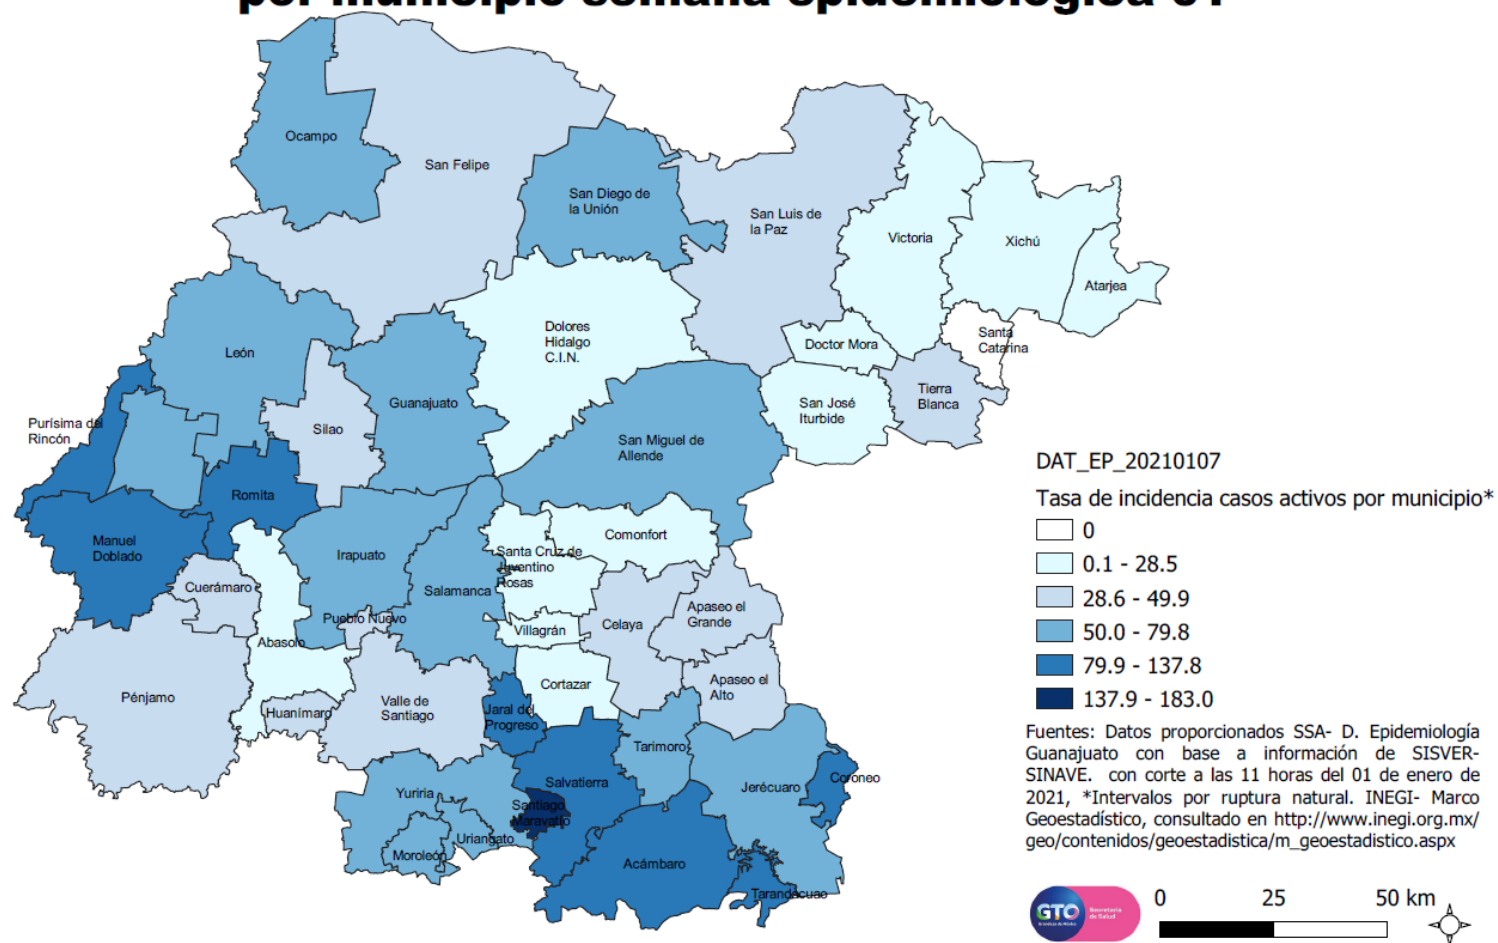 por municipio semana epidemiológica 01
Ocampo
San Felipe
San Diego de
la Unión
San Luis de
la Paz
Victoria
Xichú
Atarjea
Dolores
Hidalgo
C.I.N.
Doctor Mora
Santa
Catarina
León
Guanajuato
Silao
San José
Iturbide
Tierra
Blanca
Purísima del
Rincón
San Miguel de
Allende
Romita
Manuel
Doblado
Irapuato
Comonfort
Santa Cruz de
Juventino
Rosas
Cuerámaro
Salamanca
Pueblo Nuevo
Apaseo el
Grande
Villagrán
Celaya
Abasolo
Pénjamo
Cortazar
Apaseo el
Alto
Huanímaro
Valle de
Santiago
Jaral del
Progreso
Tarimoro
Salvatierra
Jerécuaro
Coroneo
Yuriria
Santiago
Maravatío
Uriangato
Moroleón
Acámbaro
Tarandacuao
DAT_EP_20210107
Tasa de incidencia casos activos por municipio*
0
0.1 - 28.5
28.6 - 49.9
50.0 - 79.8
79.9 - 137.8
137.9 - 183.0
Fuentes: Datos proporcionados SSA- D. Epidemiología
Guanajuato con base a información de SISVER-
SINAVE. con corte a las 11 horas del 01 de enero de
2021, *Intervalos por ruptura natural. INEGI- Marco
Geoestadístico, consultado en http://www.inegi.org.mx/
geo/contenidos/geoestadistica/m_geoestadistico.aspx
GTO
Secretaría
de Salud
0 25 50 km